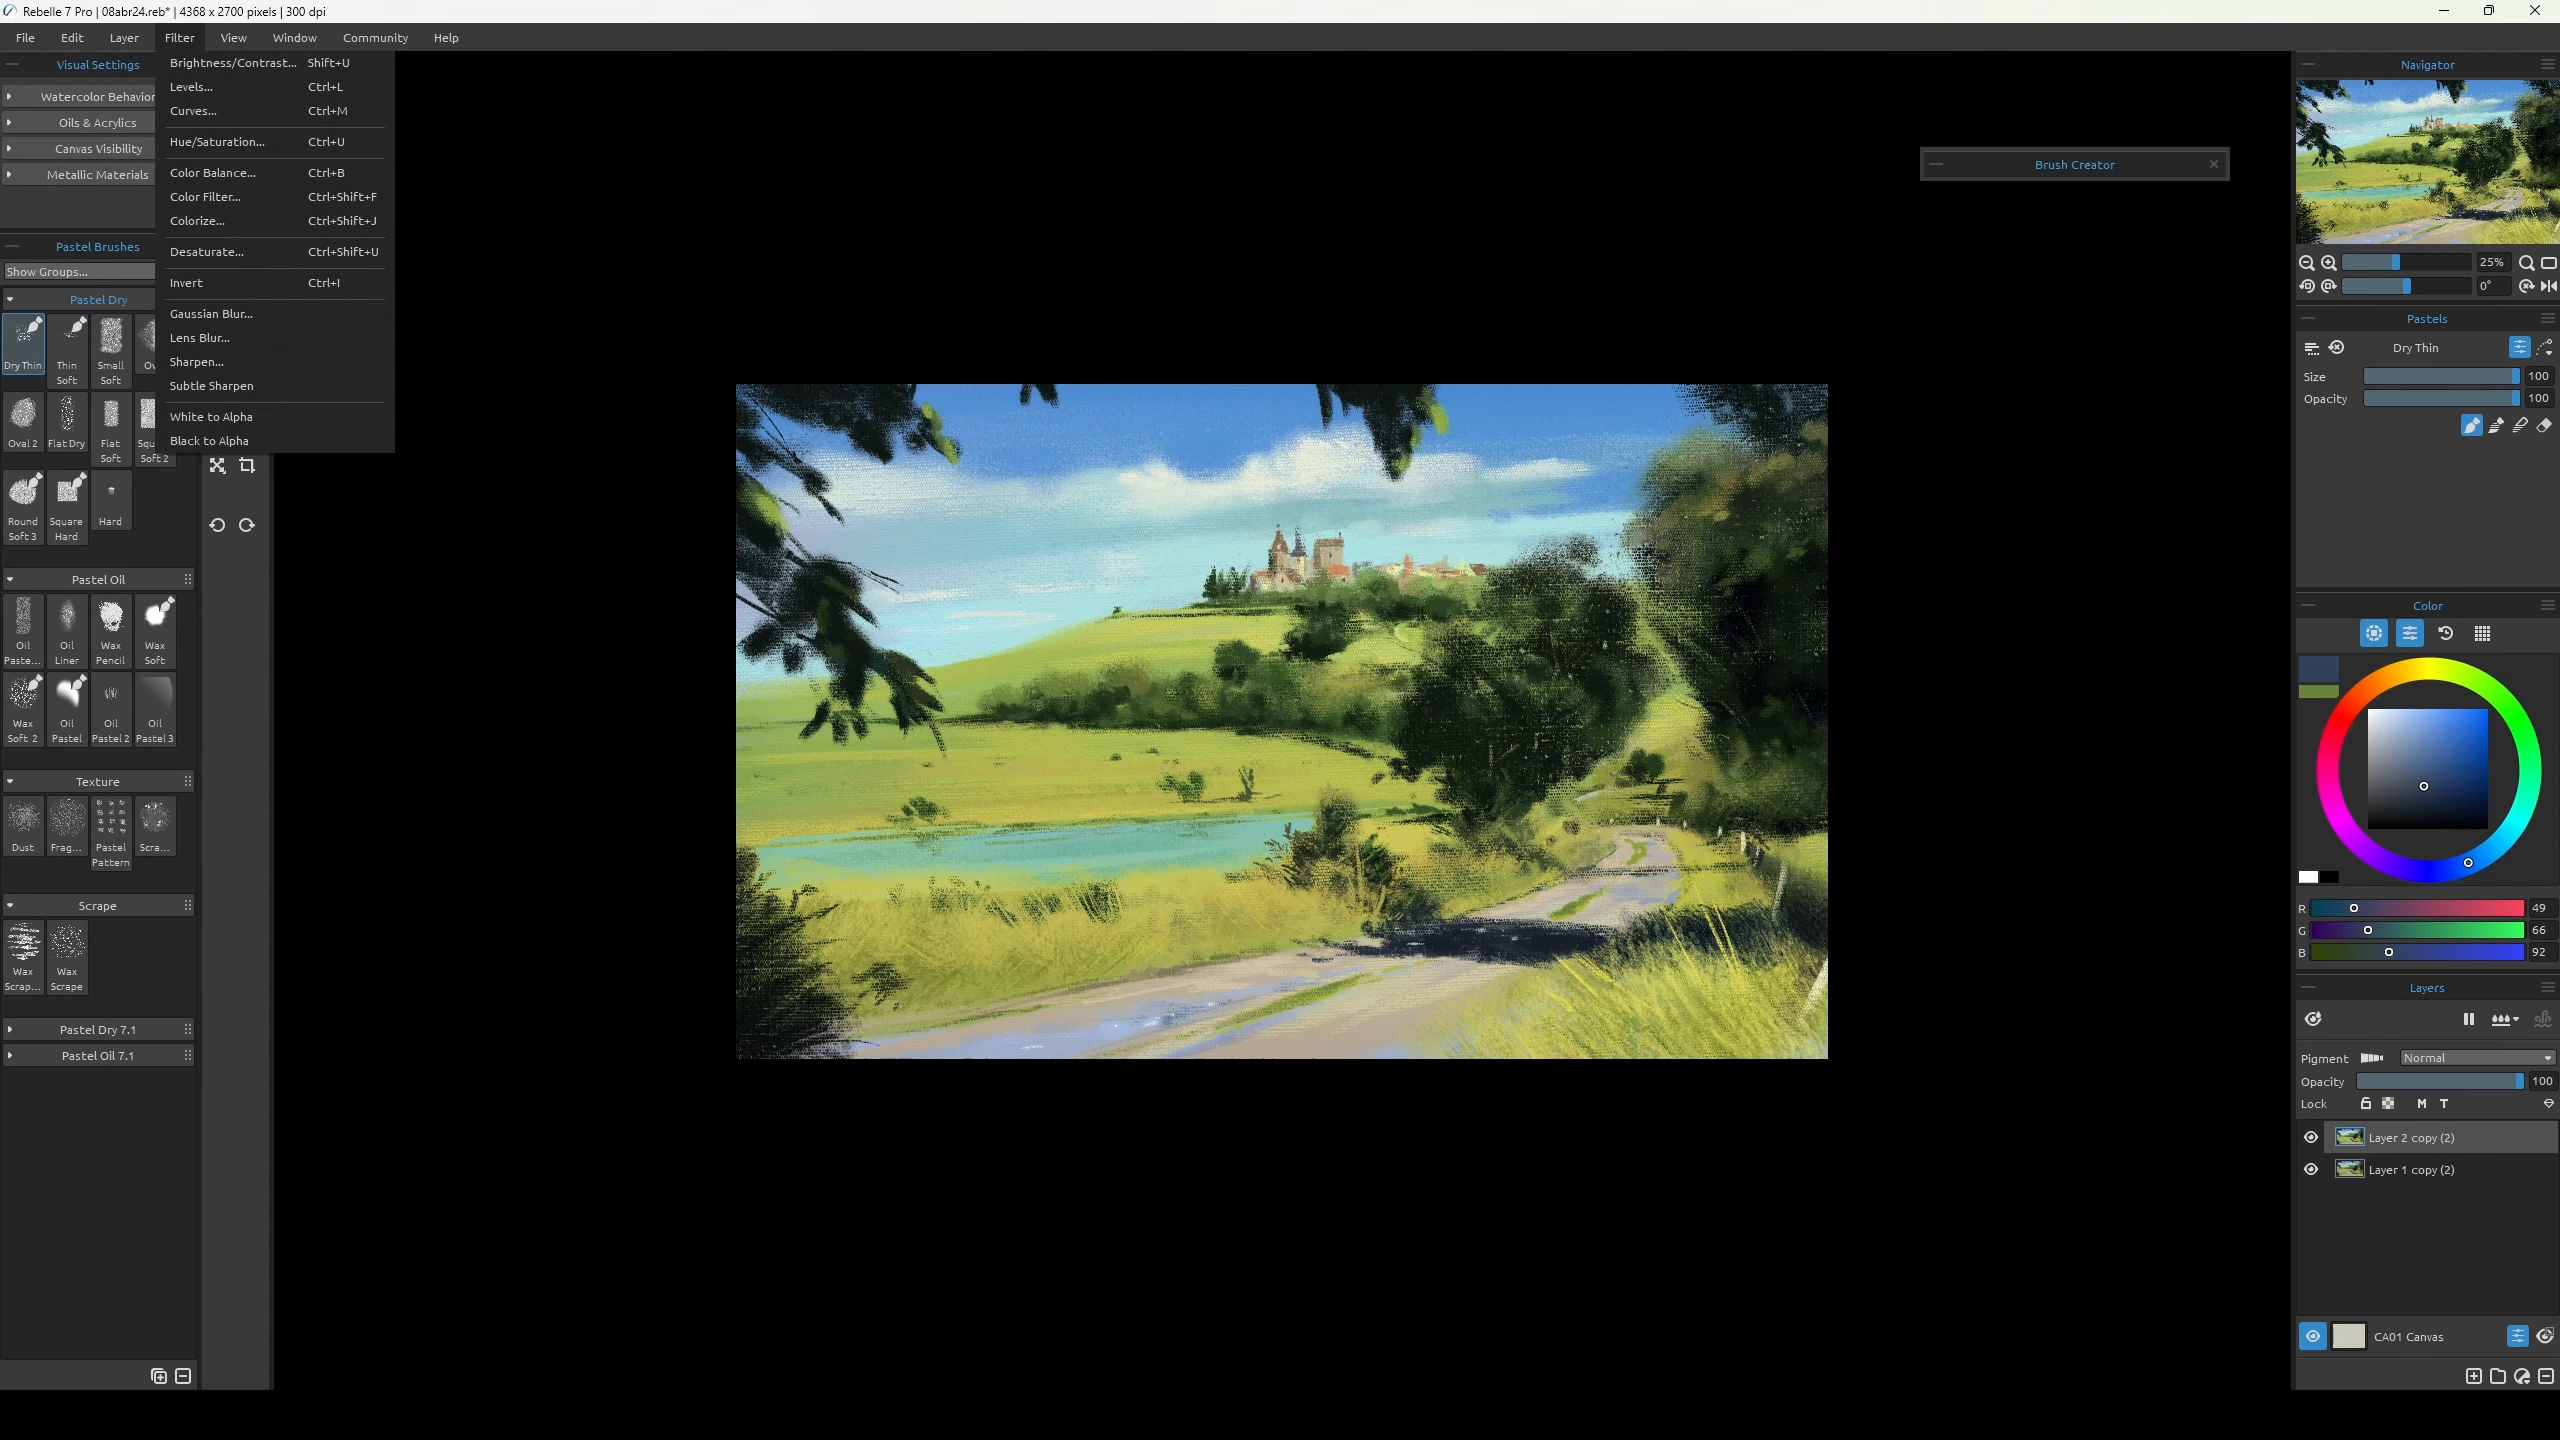 Rebelle 7 Pro | 08abr24.reb* | 4368 x 2700 pixels | 300 dpi
File Edit Layer Filter View Window Community Help
Visual Settings
Watercolor Behavior
Oils & Acrylics
Canvas Visibility
Metallic Materials
Pastel Brushes
Show Groups...
Pastel Dry
Dry Thin
Thin Soft
Small Soft
Ov
Oval 2
Flat Dry
Flat Soft
Squ
Soft 2
Round Soft 3
Square Hard
Hard
Pastel Oil
Oil Paste...
Oil Liner
Wax Pencil
Wax Soft
Wax Soft 2
Oil Pastel
Oil Pastel 2
Oil Pastel 3
Texture
Dust
Frag...
Pastel Pattern
Scra...
Scrape
Wax Scrap...
Wax Scrape
Pastel Dry 7.1
Pastel Oil 7.1
Brightness/Contrast... Shift+U
Levels... Ctrl+L
Curves... Ctrl+M
Hue/Saturation... Ctrl+U
Color Balance... Ctrl+B
Color Filter... Ctrl+Shift+F
Colorize... Ctrl+Shift+J
Desaturate... Ctrl+Shift+U
Invert Ctrl+I
Gaussian Blur...
Lens Blur...
Sharpen...
Subtle Sharpen
White to Alpha
Black to Alpha
Brush Creator
Navigator
25%
0°
Pastels
Dry Thin
Size 100
Opacity 100
Color
R 49
G 66
B 92
Layers
Pigment Normal
Opacity 100
Lock M T
Layer 2 copy (2)
Layer 1 copy (2)
CA01 Canvas